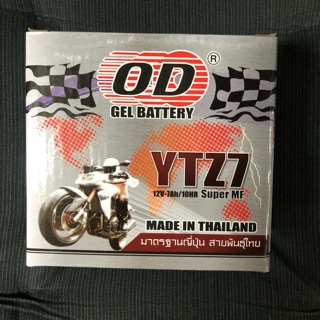 OD®
GEL BATTERY
YTZ7
12V-7Ah/10HR Super MF
MADE IN THAILAND
มาตรฐานญี่ปุ่น สายพันธุ์ไทย